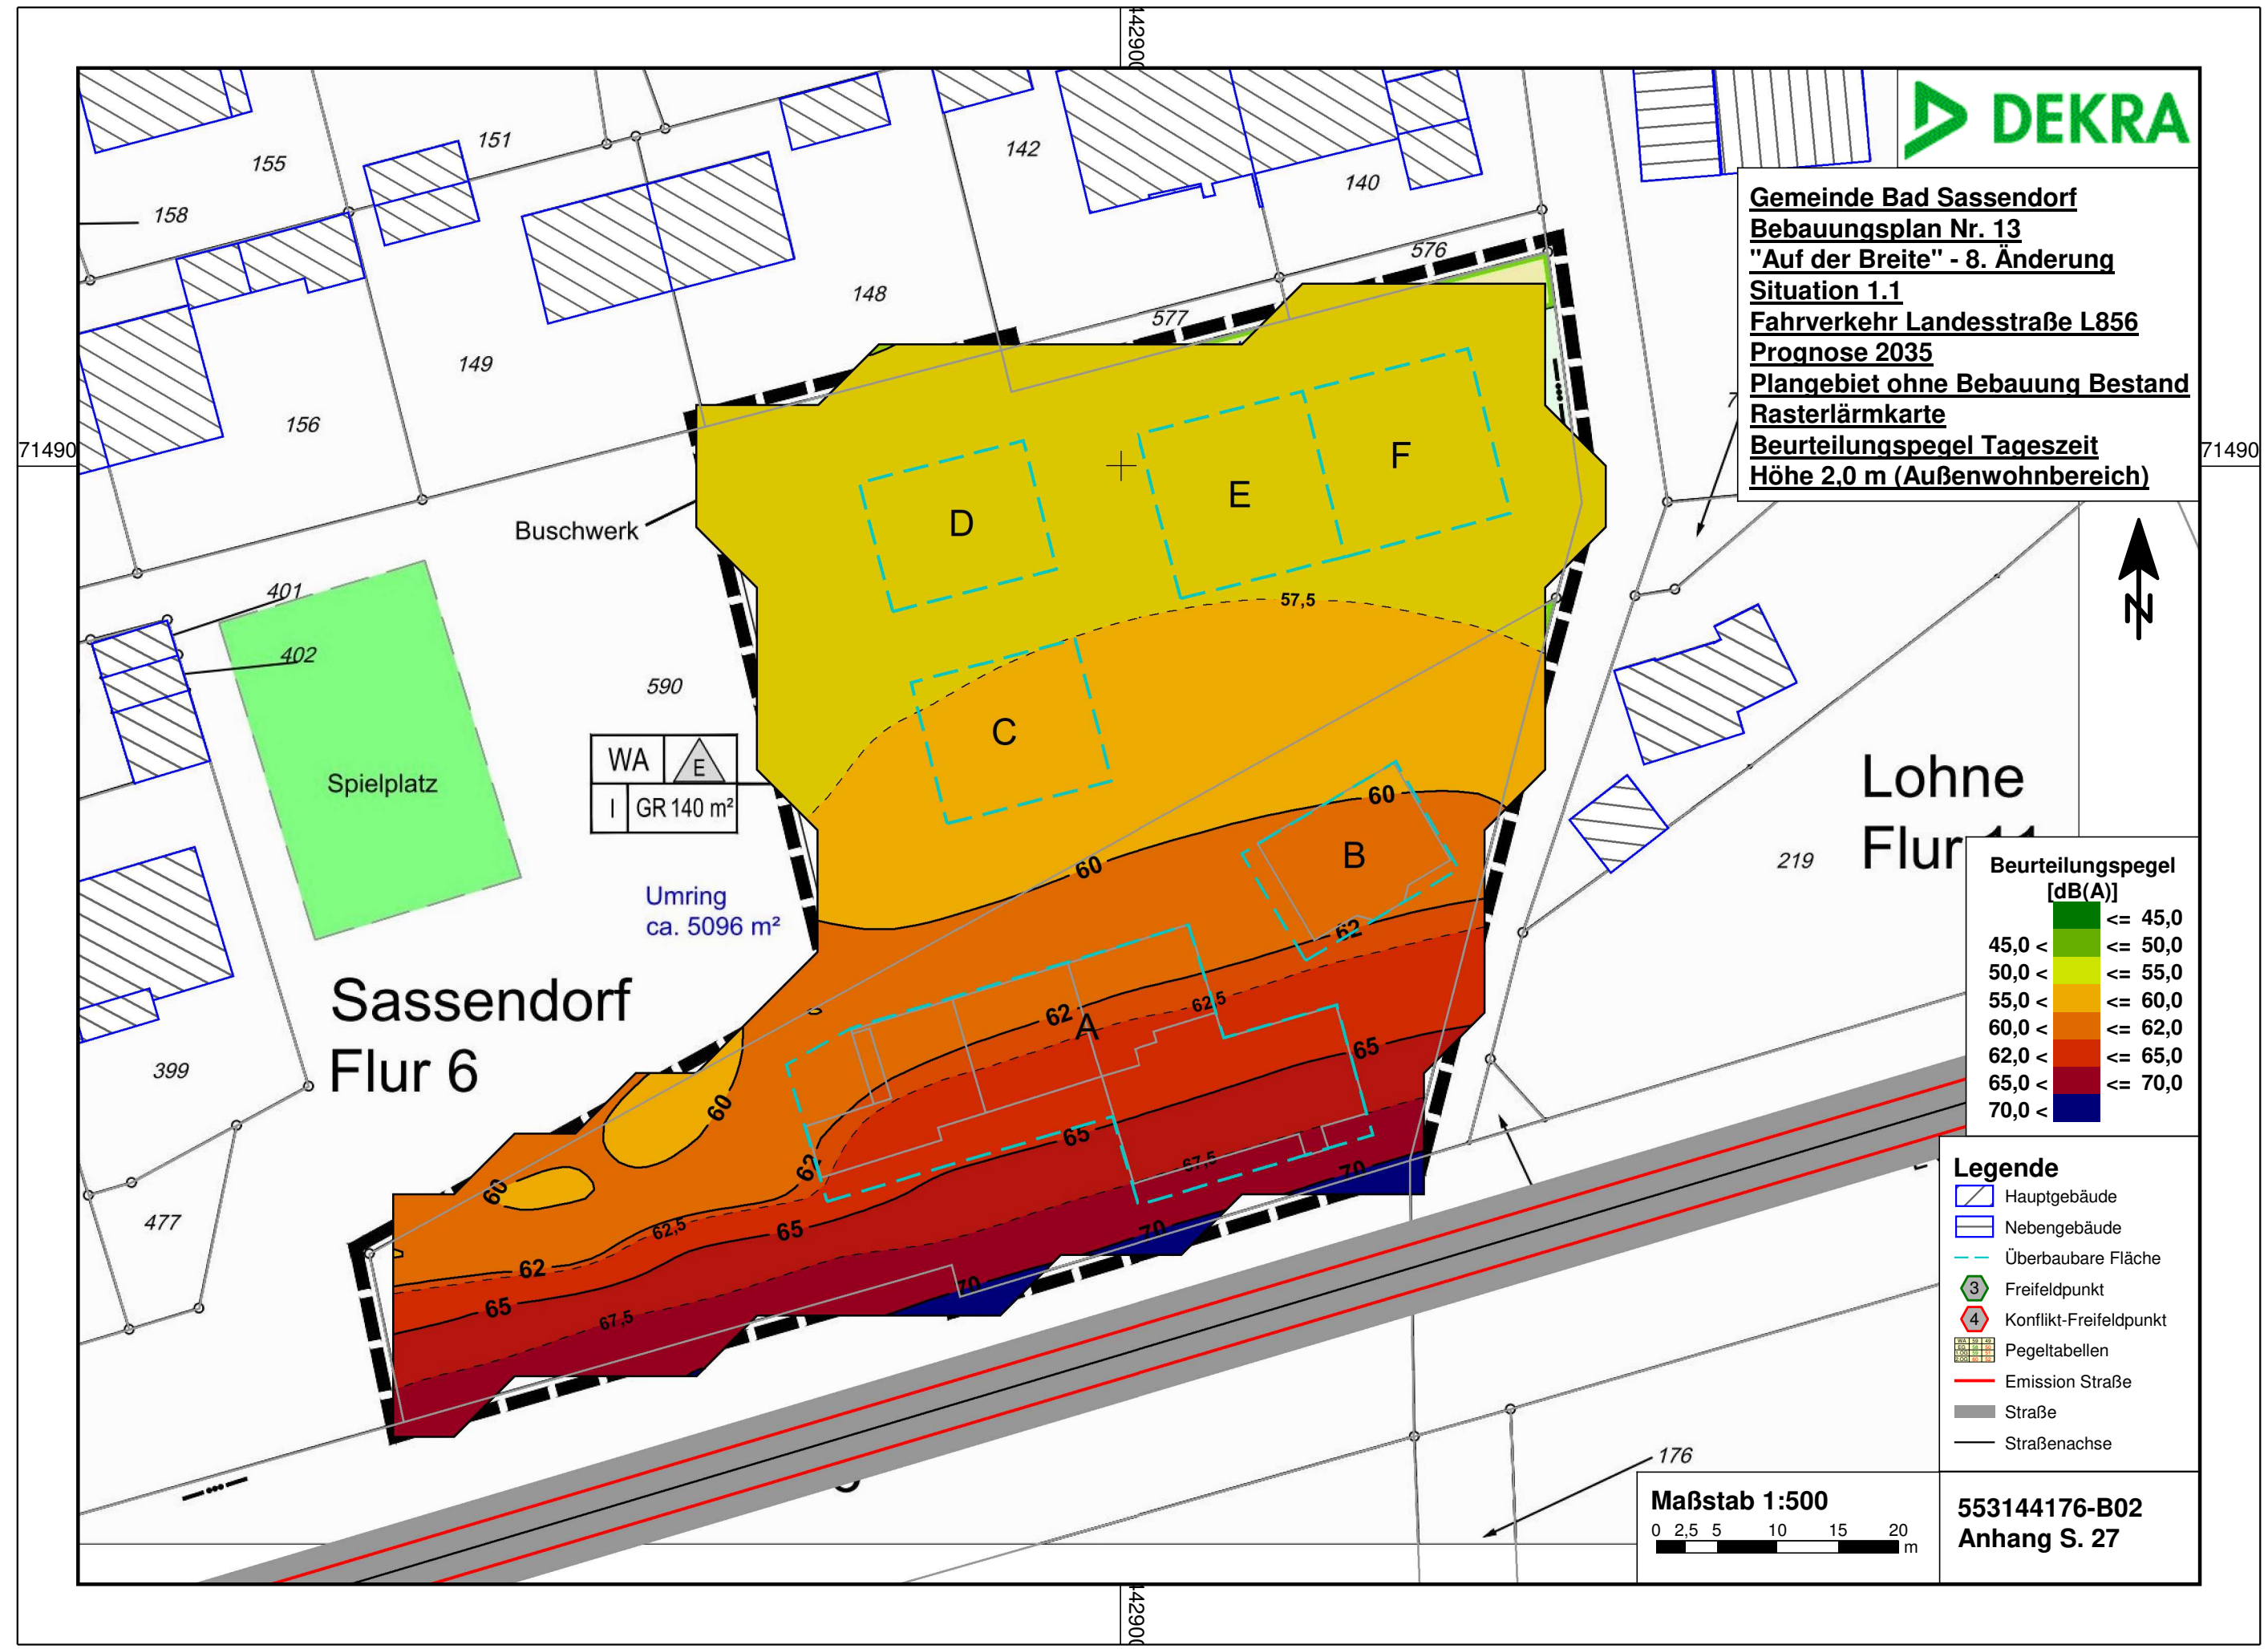 442900
DEKRA
Gemeinde Bad Sassendorf
Bebauungsplan Nr. 13
"Auf der Breite" - 8. Änderung
Situation 1.1
Fahrverkehr Landesstraße L856
Prognose 2035
Plangebiet ohne Bebauung Bestand
Rasterlärmkarte
Beurteilungspegel Tageszeit
Höhe 2,0 m (Außenwohnbereich)
71490
71490
155
151
158
142
140
576
148
577
149
156
7
F
E
D
Buschwerk
N
401
57,5
402
590
C
WA
E
I
GR 140 m²
Spielplatz
Lohne
Flur 11
219
60
B
60
Umring
ca. 5096 m²
62
Sassendorf
Flur 6
62
62,5
A
65
399
60
65
62
67,5
70
60
477
62,5
65
70
62
70
65
67,5
176
Beurteilungspegel
[dB(A)]
<= 45,0
45,0 < <= 50,0
50,0 < <= 55,0
55,0 < <= 60,0
60,0 < <= 62,0
62,0 < <= 65,0
65,0 < <= 70,0
70,0 <
Legende
Hauptgebäude
Nebengebäude
Überbaubare Fläche
3 Freifeldpunkt
4 Konflikt-Freifeldpunkt
Pegeltabellen
Emission Straße
Straße
Straßenachse
Maßstab 1:500
0 2,5 5 10 15 20
m
553144176-B02
Anhang S. 27
442900